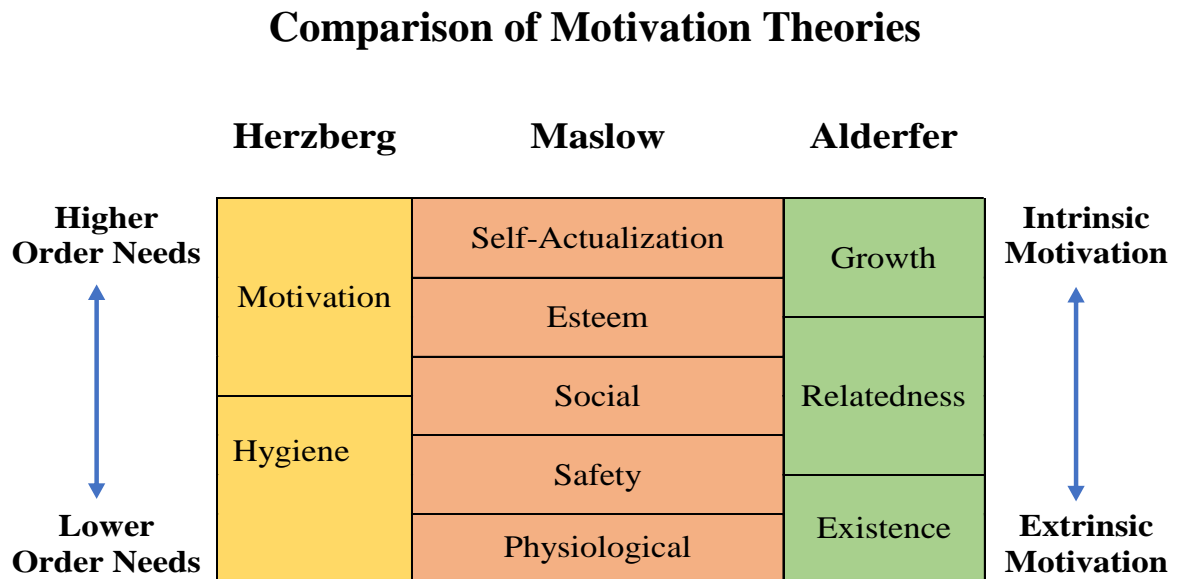 Comparison of Motivation Theories
Herzberg Maslow Alderfer
Higher
Order Needs
Lower
Order Needs
Motivation
Hygiene
Self-Actualization
Esteem
Social
Safety
Physiological
Growth
Relatedness
Existence
Intrinsic
Motivation
Extrinsic
Motivation